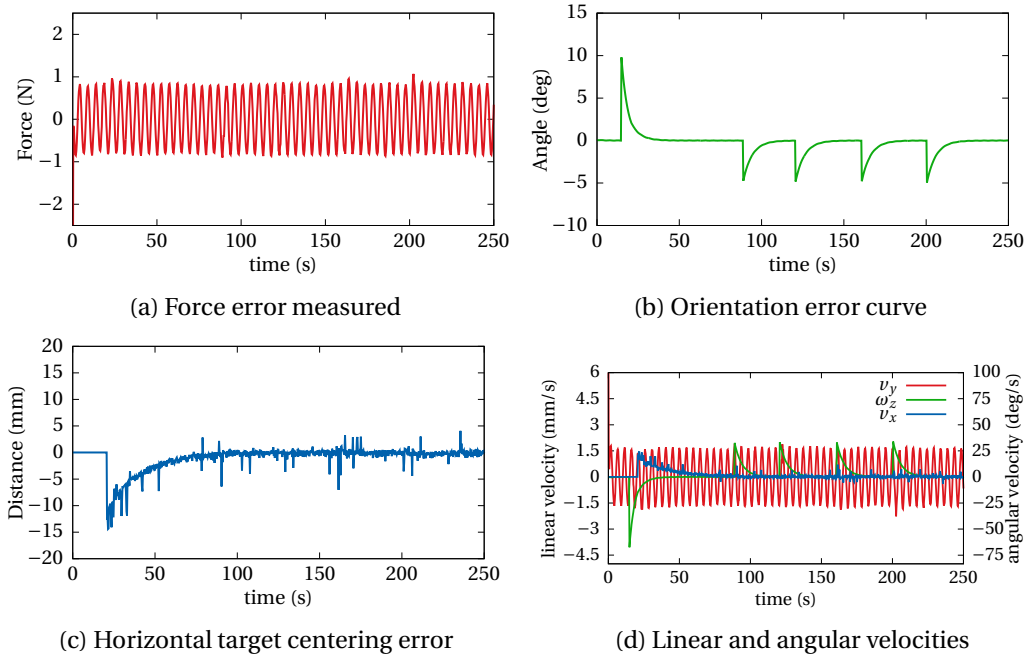 2
1
0
−1
−2
Force (N)
0 50 100 150 200 250
time (s)
(a) Force error measured
15
10
5
0
−5
−10
Angle (deg)
0 50 100 150 200 250
time (s)
(b) Orientation error curve
20
15
10
5
0
−5
−10
−15
−20
Distance (mm)
0 50 100 150 200 250
time (s)
(c) Horizontal target centering error
6
4.5
3
1.5
0
−1.5
−3
−4.5
linear velocity (mm/s)
v_y
ω_z
v_x
100
75
50
25
0
−25
−50
−75
angular velocity (deg/s)
0 50 100 150 200 250
time (s)
(d) Linear and angular velocities